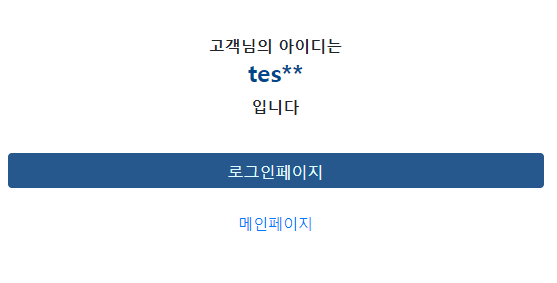 고객님의 아이디는
tes**
입니다
로그인페이지
메인페이지